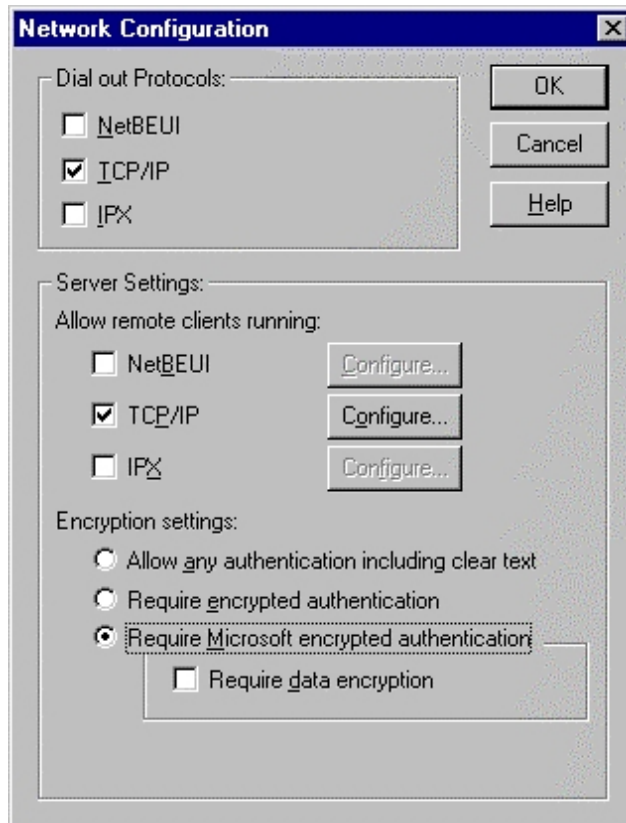 Network Configuration
Dial out Protocols:
OK
NetBEUI
Cancel
TCP/IP
Help
IPX
Server Settings:
Allow remote clients running:
NetBEUI Configure...
TCP/IP Configure...
IPX Configure...
Encryption settings:
Allow any authentication including clear text
Require encrypted authentication
Require Microsoft encrypted authentication
Require data encryption